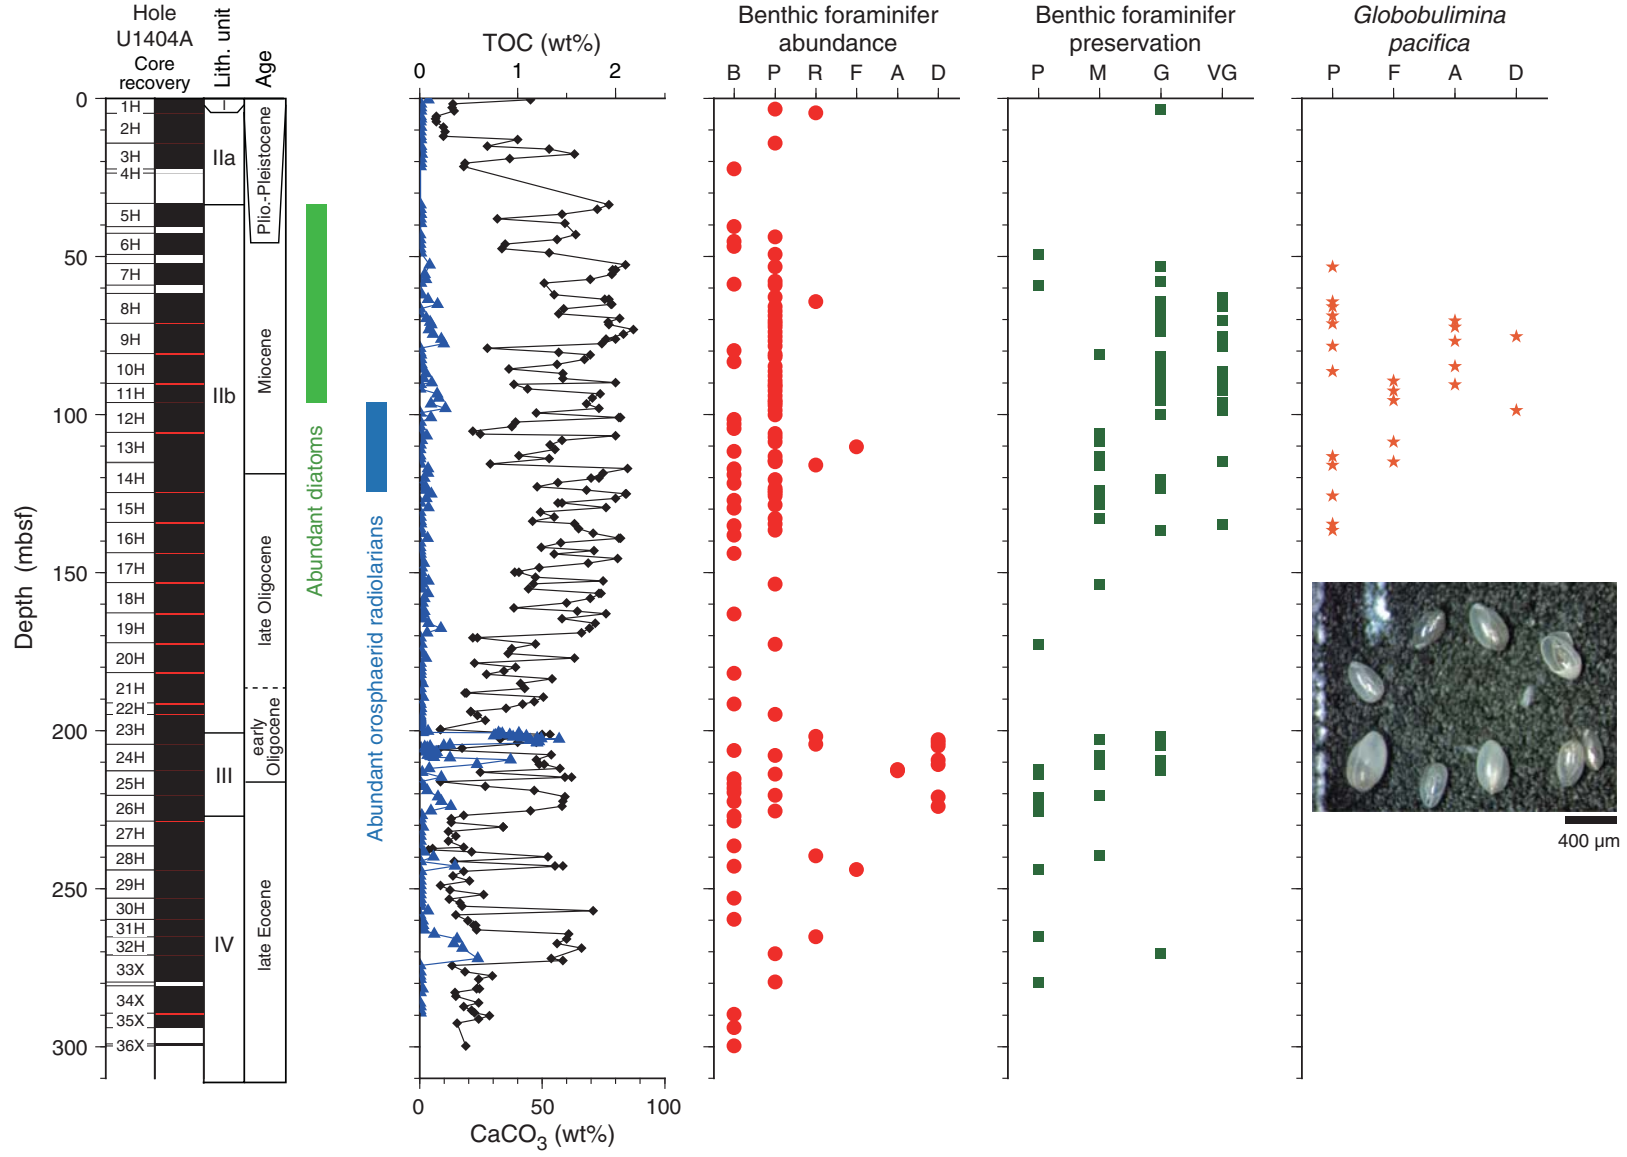 Hole
U1404A
Core
recovery
Lith. unit
Age
TOC (wt%)
0 1 2
Benthic foraminifer
abundance
B P R F A D
Benthic foraminifer
preservation
P M G VG
Globobulimina
pacifica
P F A D
Depth (mbsf)
0
50
100
150
200
250
300
1H
2H
3H
4H
5H
6H
7H
8H
9H
10H
11H
12H
13H
14H
15H
16H
17H
18H
19H
20H
21H
22H
23H
24H
25H
26H
27H
28H
29H
30H
31H
32H
33X
34X
35X
36X
I
IIa
IIb
III
IV
Plio.-Pleistocene
Miocene
late Oligocene
early
Oligocene
late Eocene
Abundant diatoms
Abundant orosphaerid radiolarians
0 50 100
CaCO3 (wt%)
400 µm